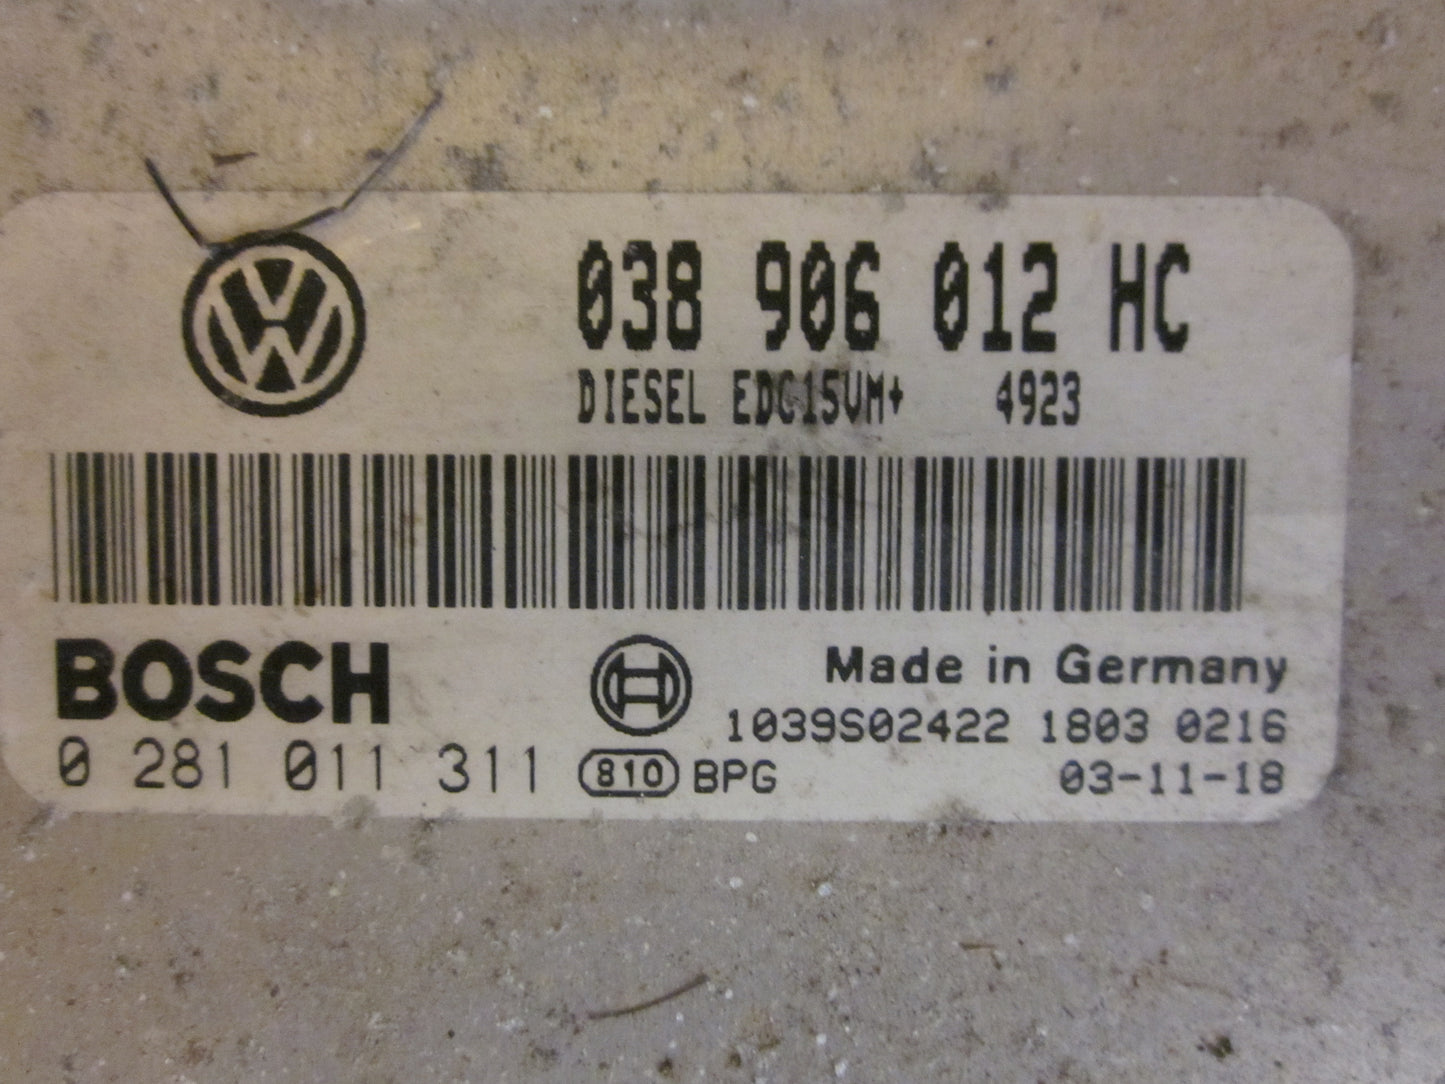 038 906 012 HC
DIESEL EDC15VM+ 4923
BOSCH
Made in Germany
1039S02422 1803 0216
0 281 011 311 810 BPG 03-11-18